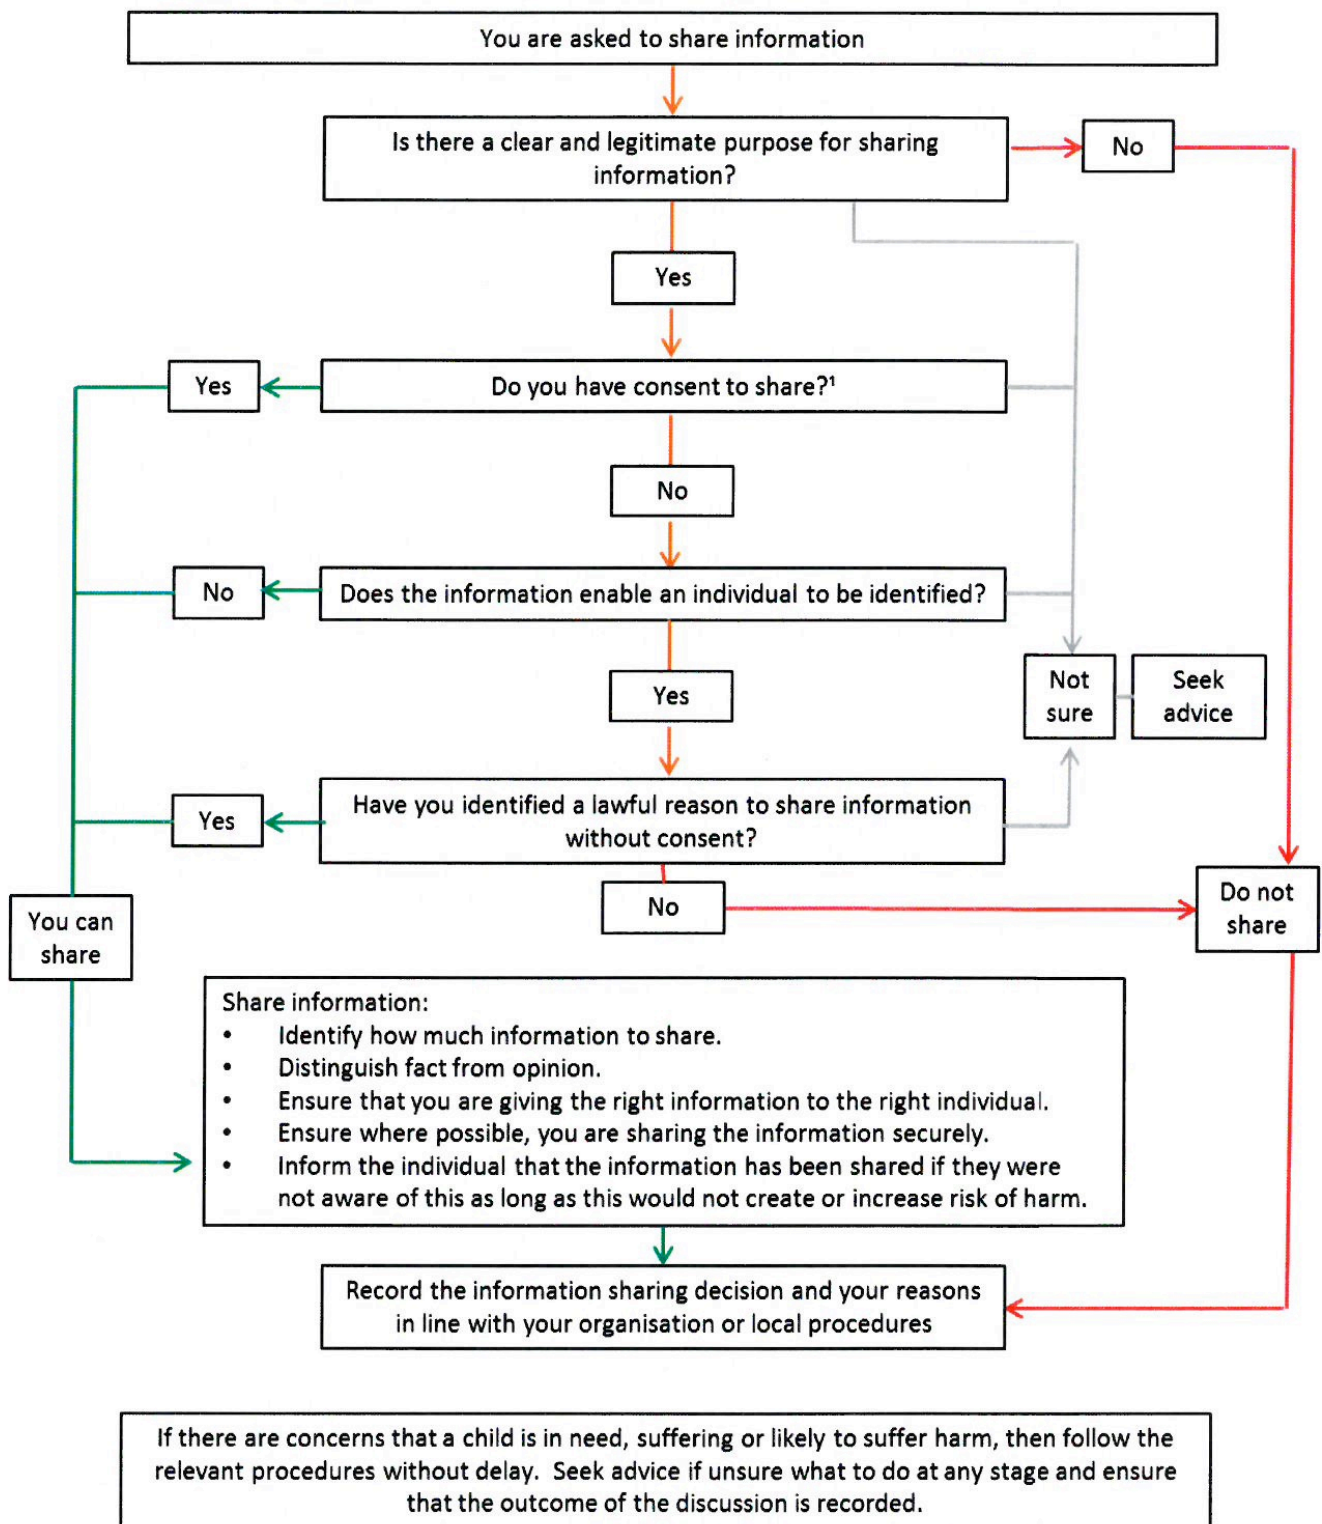 You are asked to share information
Is there a clear and legitimate purpose for sharing
information?
No
Yes
Do you have consent to share?¹
Yes
No
Does the information enable an individual to be identified?
No
Yes
Not
sure
Seek
advice
Have you identified a lawful reason to share information
without consent?
Yes
No
Do not
share
You can
share
Share information:
• Identify how much information to share.
• Distinguish fact from opinion.
• Ensure that you are giving the right information to the right individual.
• Ensure where possible, you are sharing the information securely.
• Inform the individual that the information has been shared if they were
not aware of this as long as this would not create or increase risk of harm.
Record the information sharing decision and your reasons
in line with your organisation or local procedures
If there are concerns that a child is in need, suffering or likely to suffer harm, then follow the
relevant procedures without delay. Seek advice if unsure what to do at any stage and ensure
that the outcome of the discussion is recorded.